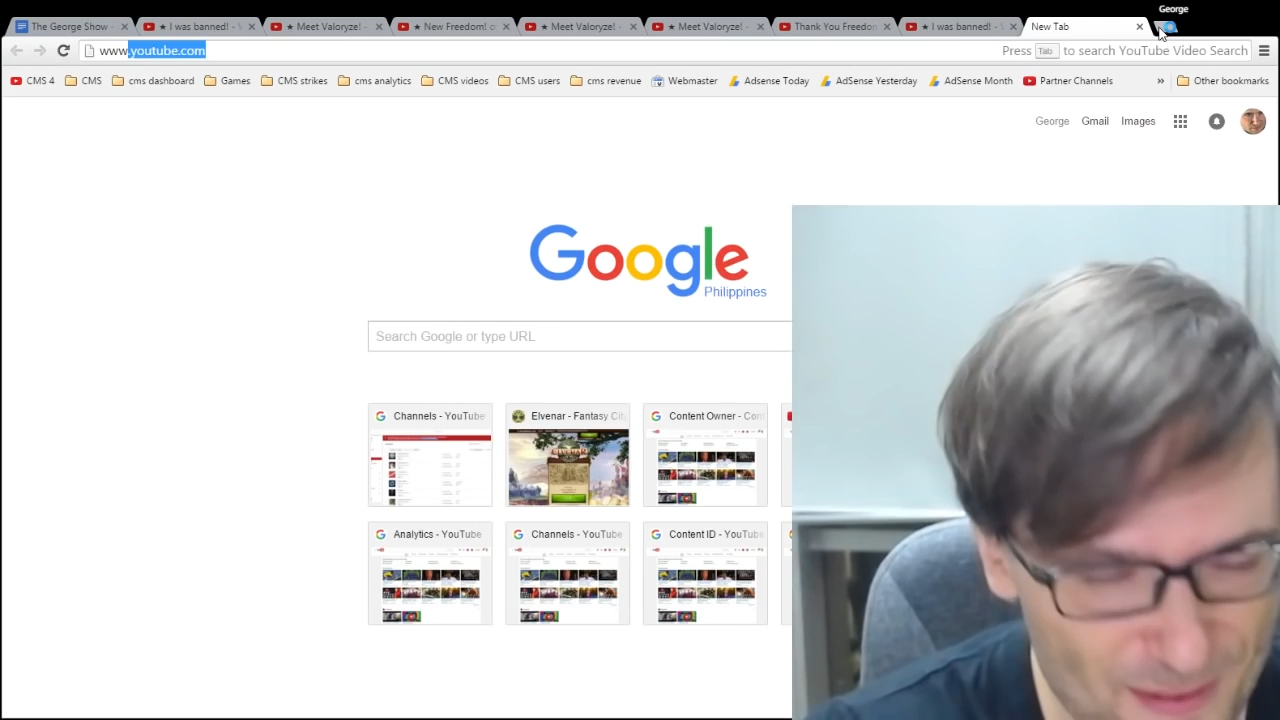 George
The George Show -
★ I was banned! -
★ Meet Valoryze! -
★ New Freedom!
★ Meet Valoryze! -
★ Meet Valoryze! -
Thank You Freedom
★ I was banned! -
New Tab
www.youtube.com
Press Tab to search YouTube Video Search
CMS 4
CMS
cms dashboard
Games
CMS strikes
cms analytics
CMS videos
CMS users
cms revenue
Webmaster
Adsense Today
AdSense Yesterday
AdSense Month
Partner Channels
»
Other bookmarks
George
Gmail
Images
Google
Philippines
Search Google or type URL
Channels - YouTube
Elvenar - Fantasy
Content Owner -
Analytics - YouTube
Channels - YouTube
Content ID - YouTube